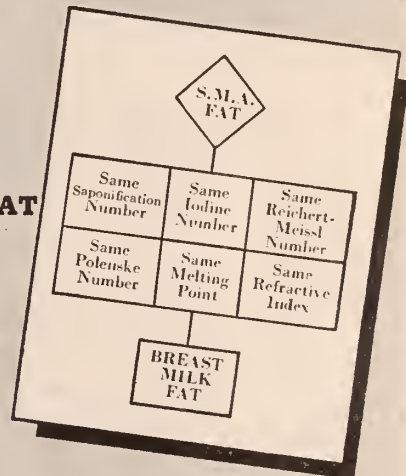 AT
S.M.A.
FAT
Same
Saponification
Number
Same
Iodine
Number
Same
Reichert-
Meissl
Number
Same
Polenske
Number
Same
Melting
Point
Same
Refractive
Index
BREAST
MILK
FAT